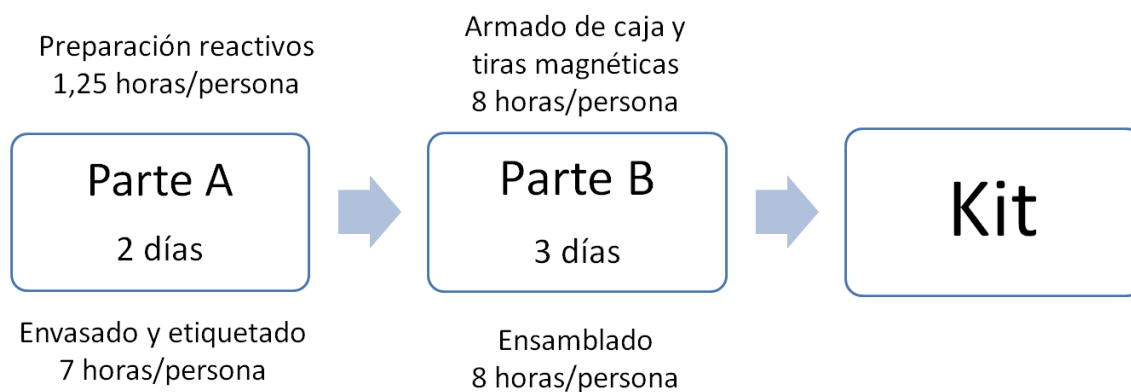 Preparación reactivos
1,25 horas/persona
Parte A
2 días
Envasado y etiquetado
7 horas/persona
Armado de caja y
tiras magnéticas
8 horas/persona
Parte B
3 días
Ensamblado
8 horas/persona
Kit